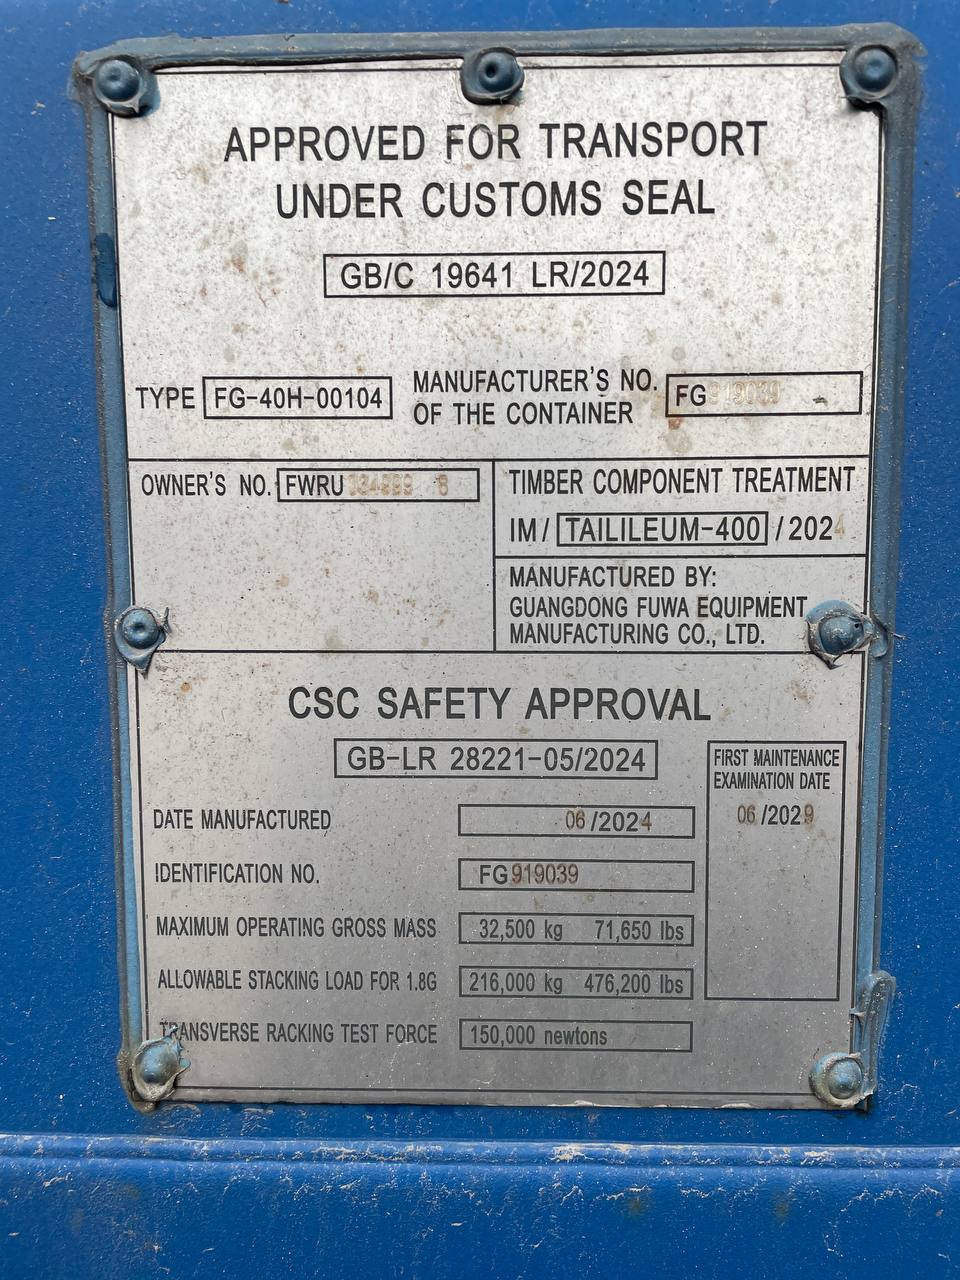 APPROVED FOR TRANSPORT
UNDER CUSTOMS SEAL
GB/C 19641 LR/2024
TYPE FG-40H-00104
MANUFACTURER'S NO.
OF THE CONTAINER
FG919039
OWNER'S NO. FWRU
TIMBER COMPONENT TREATMENT
IM/ TAILILEUM-400 /2024
MANUFACTURED BY:
GUANGDONG FUWA EQUIPMENT
MANUFACTURING CO., LTD.
CSC SAFETY APPROVAL
GB-LR 28221-05/2024
FIRST MAINTENANCE
EXAMINATION DATE
06/2029
DATE MANUFACTURED 06/2024
IDENTIFICATION NO. FG919039
MAXIMUM OPERATING GROSS MASS 32,500 kg 71,650 lbs
ALLOWABLE STACKING LOAD FOR 1.8G 216,000 kg 476,200 lbs
TRANSVERSE RACKING TEST FORCE 150,000 newtons